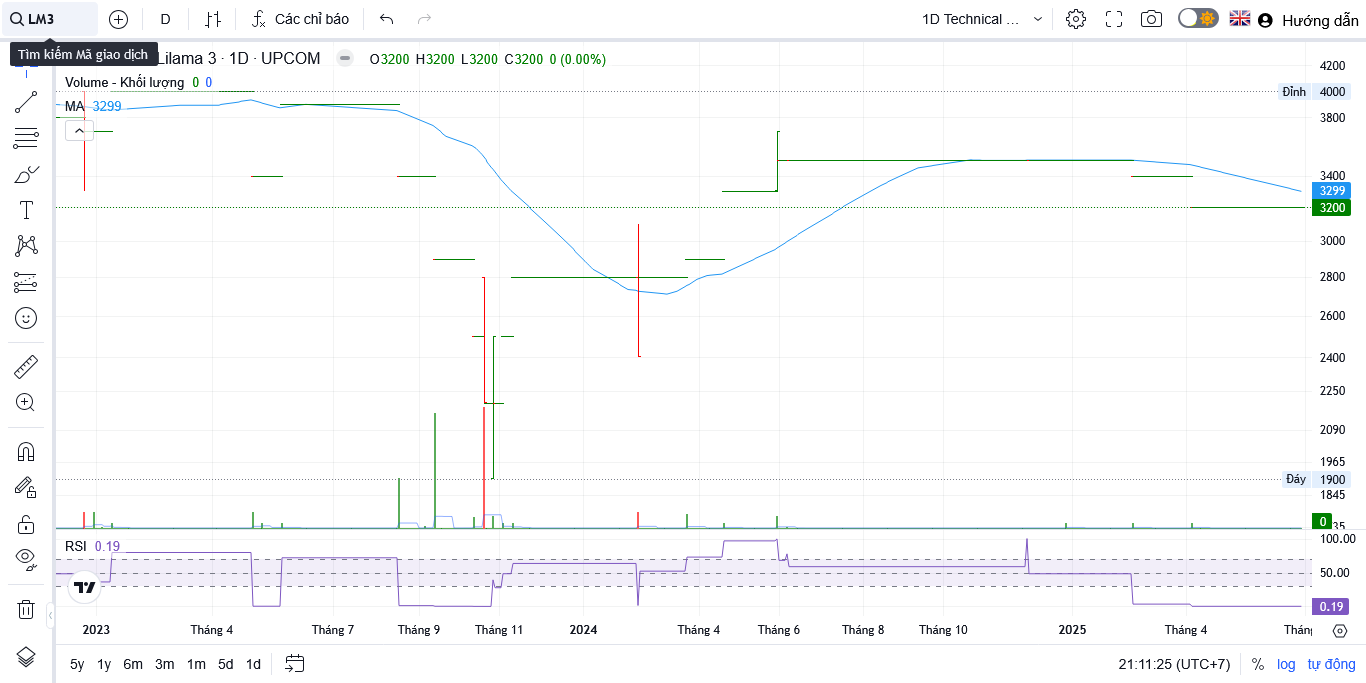 LM3
D
Các chỉ báo
1D Technical ...
Hướng dẫn
Tìm kiếm Mã giao dịch
Lilama 3 · 1D · UPCOM
O3200 H3200 L3200 C3200 0 (0.00%)
Volume - Khối lượng 0 0
MA 3299
4200
Đỉnh 4000
3800
3400
3299
3200
3000
2800
2600
2400
2250
2090
1965
Đáy 1900
1845
0
35
RSI 0.19
100.00
50.00
0.19
2023 Tháng 4 Tháng 7 Tháng 9 Tháng 11 2024 Tháng 4 Tháng 6 Tháng 8 Tháng 10 2025 Tháng 4 Thán
5y 1y 6m 3m 1m 5d 1d
21:11:25 (UTC+7) % log tự động